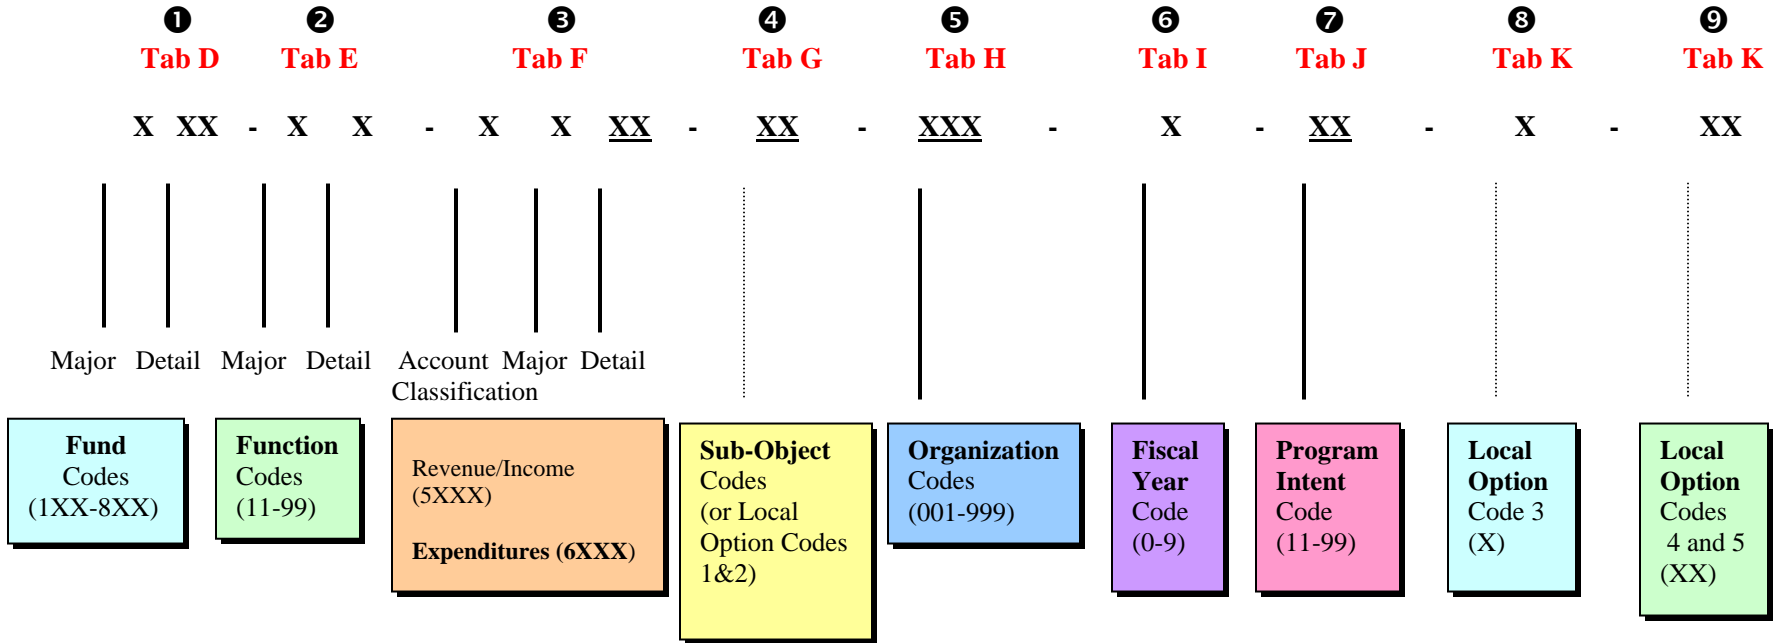 ❶ ❷ ❸ ❹ ❺ ❻ ❼ ❽ ❾
Tab D Tab E Tab F Tab G Tab H Tab I Tab J Tab K Tab K
X XX - X X - X X XX - XX - XXX - X - XX - X - XX
Major Detail Major Detail Account Major Detail
Classification
Fund
Codes
(1XX-8XX)
Function
Codes
(11-99)
Revenue/Income
(5XXX)
Expenditures (6XXX)
Sub-Object
Codes
(or Local
Option Codes
1&2)
Organization
Codes
(001-999)
Fiscal
Year
Code
(0-9)
Program
Intent
Code
(11-99)
Local
Option
Code 3
(X)
Local
Option
Codes
4 and 5
(XX)